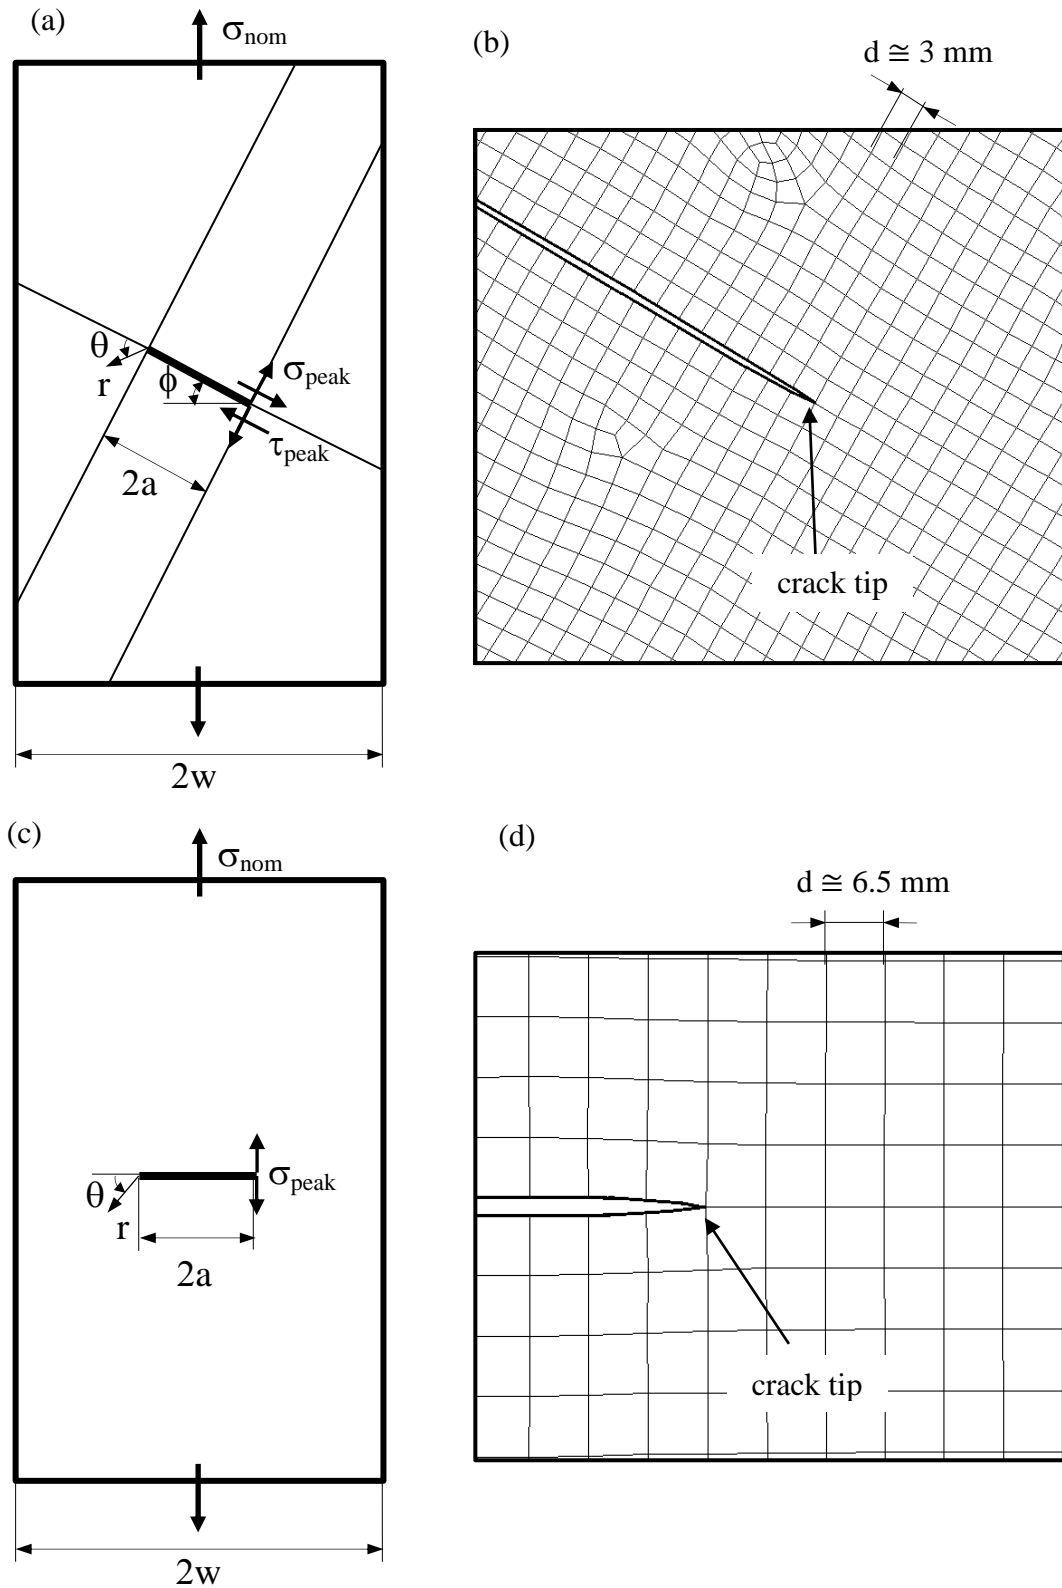 (a)
σnom
(b)
d ≅ 3 mm
θ
r
ϕ
σpeak
τpeak
2a
crack tip
2w
(c)
σnom
(d)
d ≅ 6.5 mm
θ
r
σpeak
2a
crack tip
2w